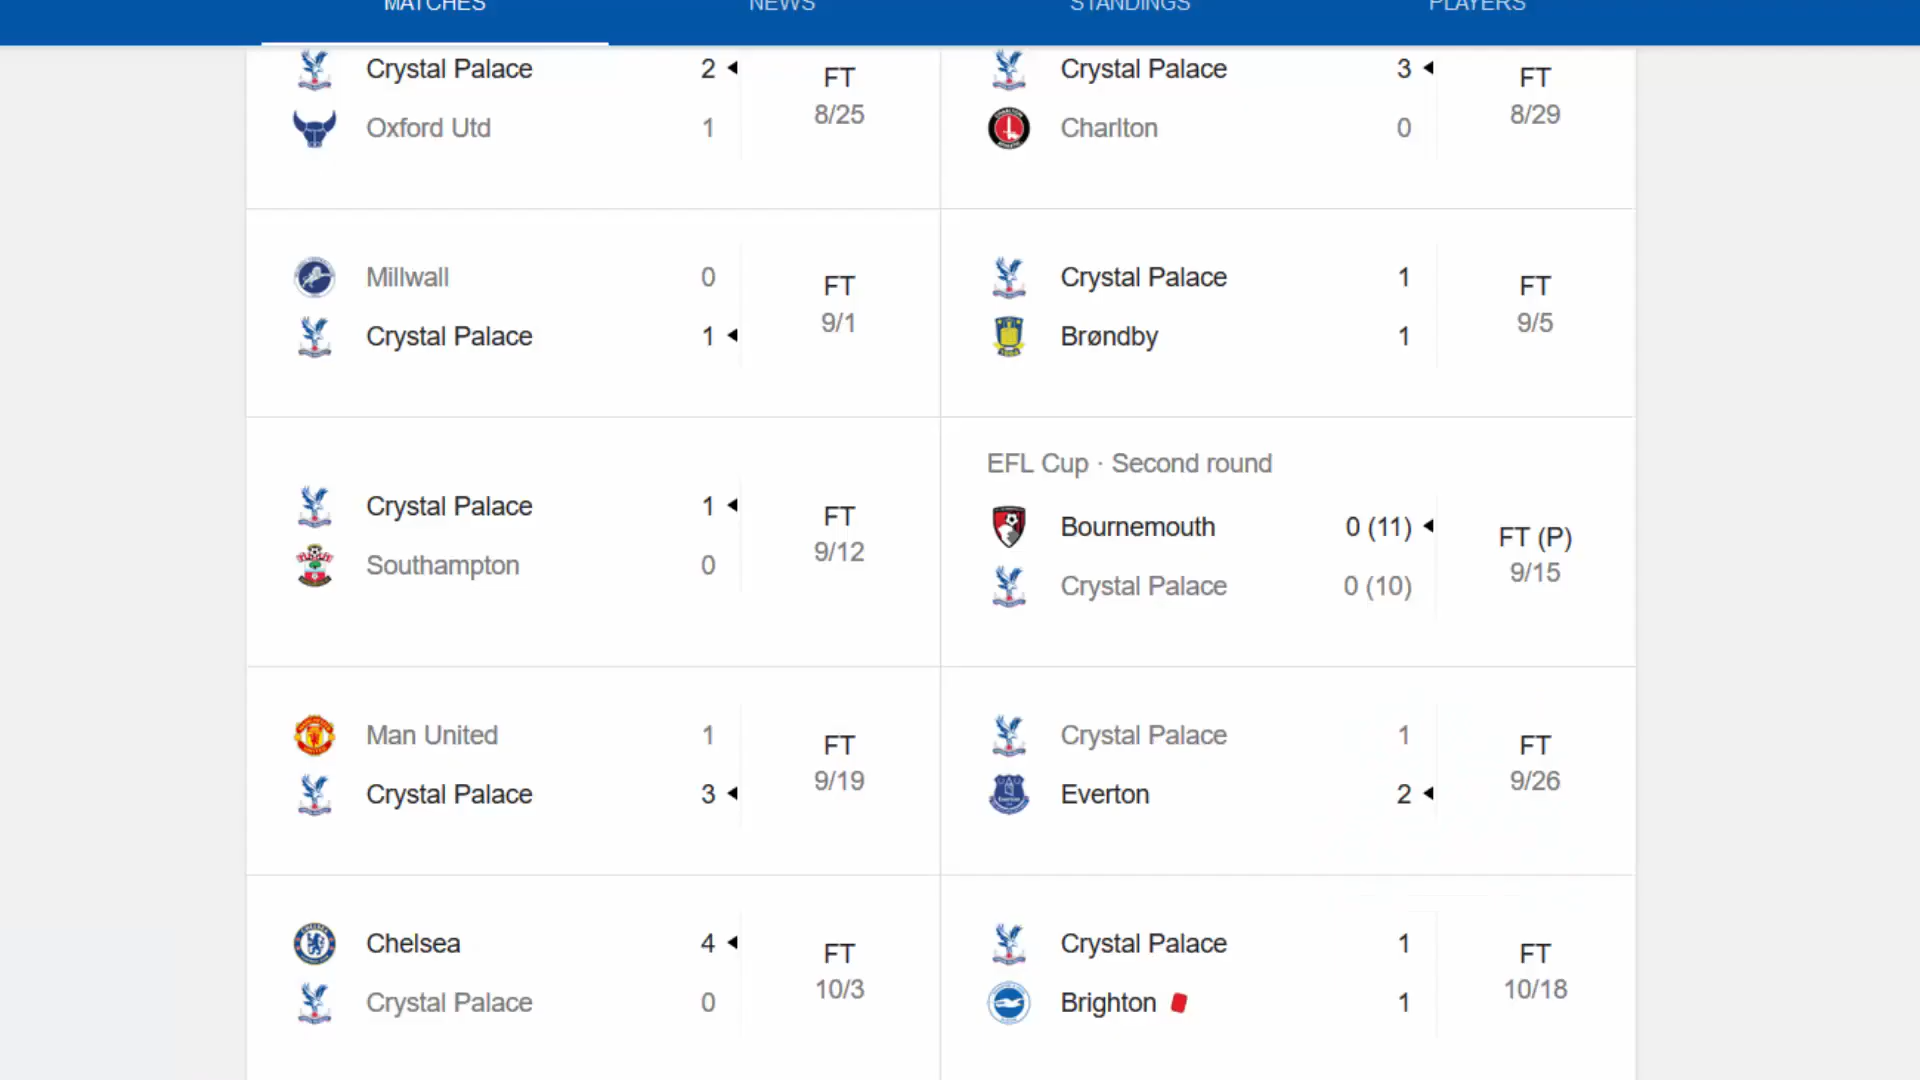 MATCHES NEWS STANDINGS PLAYERS
Crystal Palace 2 FT
8/25
Oxford Utd 1
Crystal Palace 3 FT
8/29
Charlton 0
Millwall 0 FT
9/1
Crystal Palace 1
Crystal Palace 1 FT
9/5
Brøndby 1
Crystal Palace 1 FT
9/12
Southampton 0
EFL Cup · Second round
Bournemouth 0 (11) FT (P)
9/15
Crystal Palace 0 (10)
Man United 1 FT
9/19
Crystal Palace 3
Crystal Palace 1 FT
9/26
Everton 2
Chelsea 4 FT
10/3
Crystal Palace 0
Crystal Palace 1 FT
10/18
Brighton 1